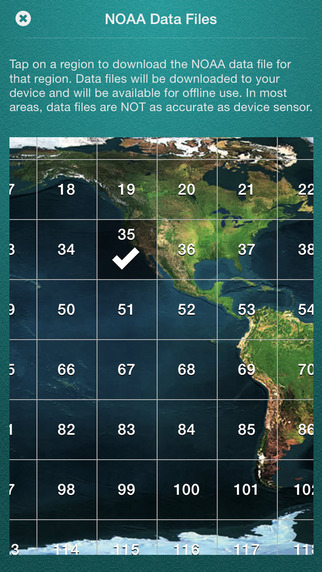 NOAA Data Files
Tap on a region to download the NOAA data file for
that region. Data files will be downloaded to your
device and will be available for offline use. In most
areas, data files are NOT as accurate as device sensor.
7 18 19 20 21 22
3 34 35 36 37 38
9 50 51 52 53 54
5 66 67 68 69 70
1 82 83 84 85 86
7 98 99 100 101 102
3 114 115 116 117